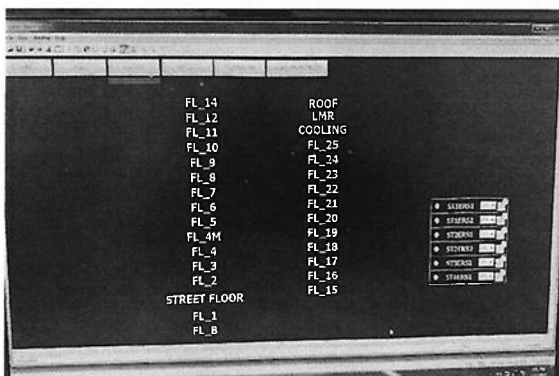 FL_14
FL_12
FL_11
FL_10
FL_9
FL_8
FL_7
FL_6
FL_5
FL_4M
FL_4
FL_3
FL_2
STREET FLOOR
FL_1
FL_B
ROOF
LMR
COOLING
FL_25
FL_24
FL_23
FL_22
FL_21
FL_20
FL_19
FL_18
FL_17
FL_16
FL_15